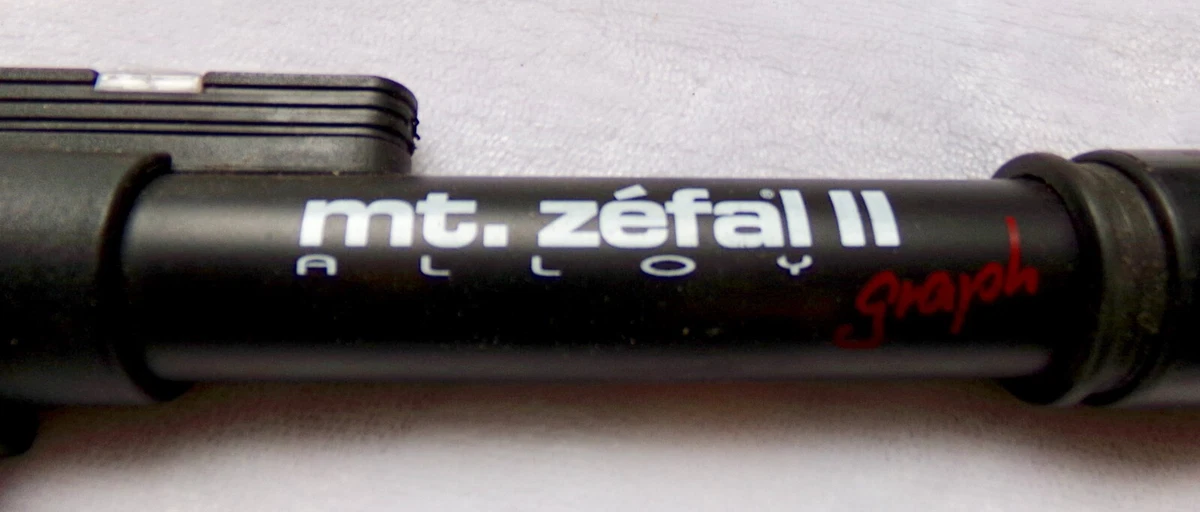 mt. zéfal II
ALLOY
graph